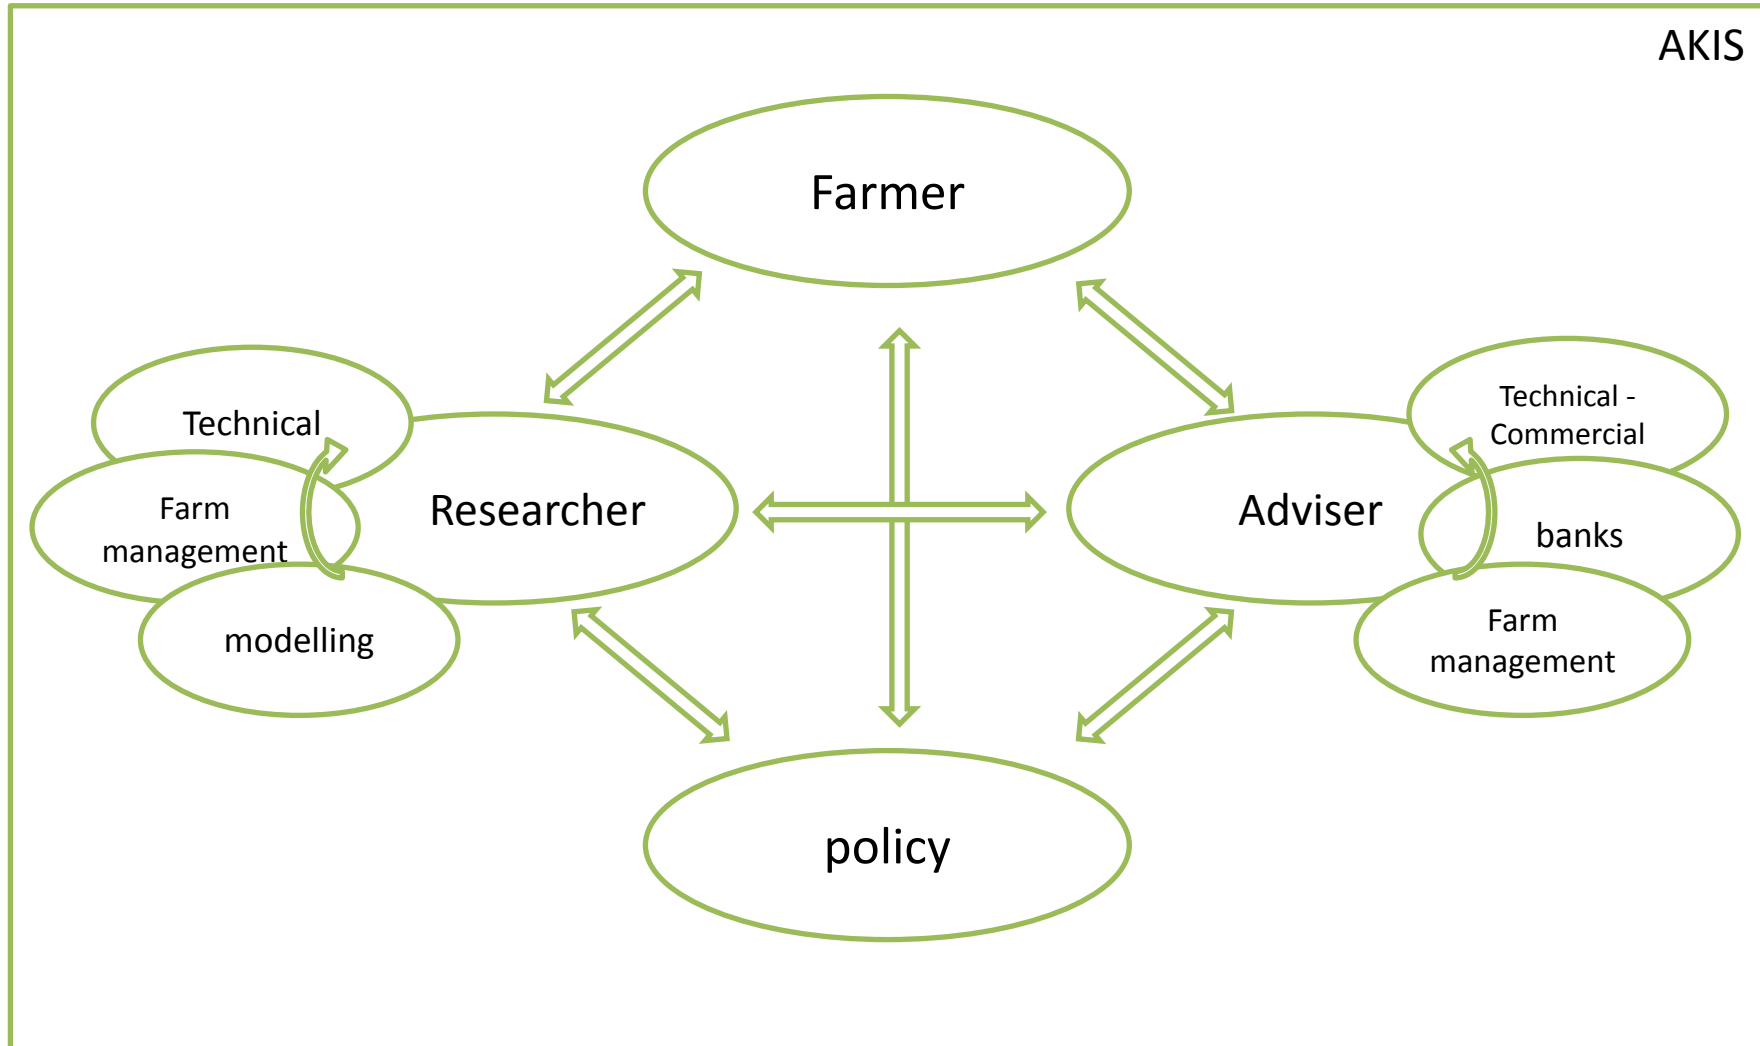 AKIS
Farmer
Technical
Farm
management
modelling
Researcher
Adviser
Technical -
Commercial
banks
Farm
management
policy